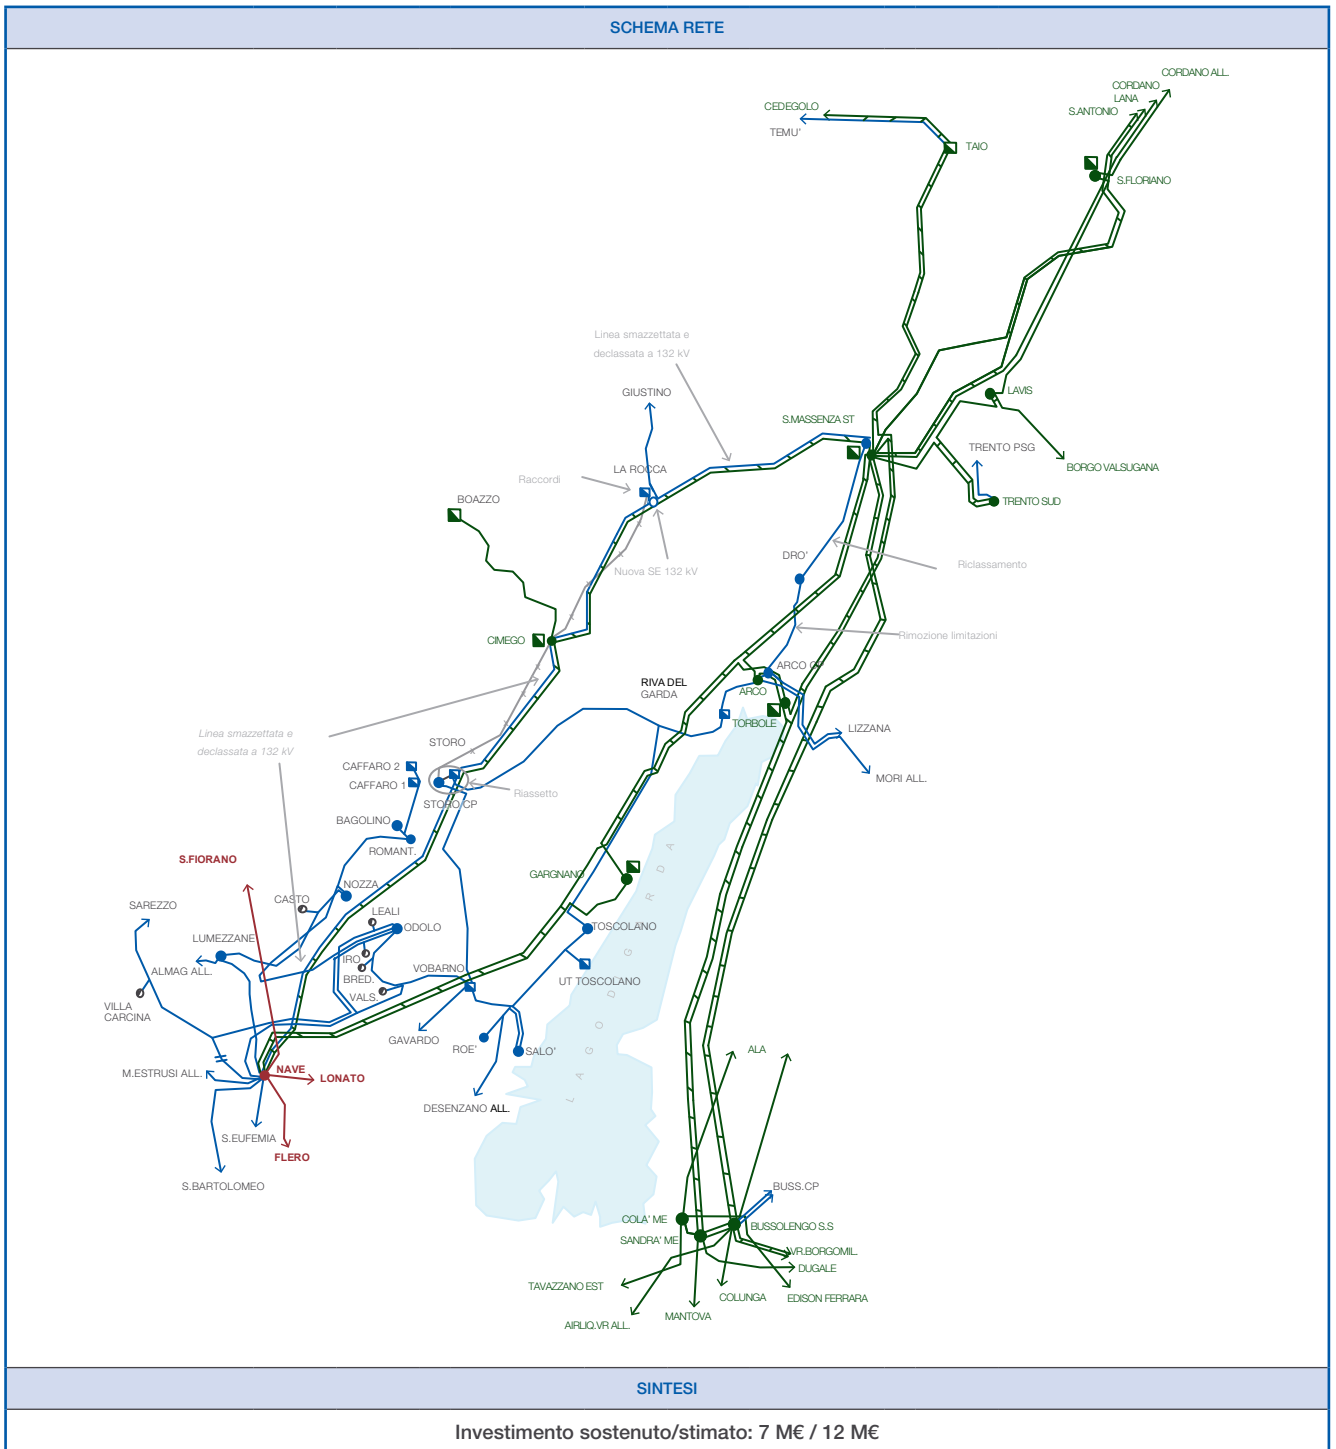 SCHEMA RETE
CORDANO ALL.
CORDANO
LANA
S.ANTONIO
CEDEGOLO
TEMU'
TAIO
S.FLORIANO
Linea smazzettata e
declassata a 132 kV
GIUSTINO
LAVIS
S.MASSENZA ST
TRENTO PSG
BORGO VALSUGANA
LA ROCCA
Raccordi
BOAZZO
TRENTO SUD
DRO'
Riclassamento
Nuova SE 132 kV
CIMEGO
Rimozione limitazioni
ARCO CP
RIVA DEL
GARDA
ARCO
TORBOLE
LIZZANA
Linea smazzettata e
declassata a 132 kV
STORO
CAFFARO 2
CAFFARO 1
MORI ALL.
Riassetto
STORO CP
BAGOLINO
ROMANT.
S.FIORANO
GARGNANO
NOZZA
CASTO
SAREZZO
LEALI
ODOLO
TOSCOLANO
LUMEZZANE
IRO
ALMAG ALL.
BRED.
VOBARNO
UT TOSCOLANO
VALS.
VILLA
CARCINA
LAGO DI GARDA
GAVARDO
ROE'
SALO'
ALA
NAVE
M.ESTRUSI ALL.
LONATO
DESENZANO ALL.
S.EUFEMIA
FLERO
S.BARTOLOMEO
BUSS.CP
COLA' ME
BUSSOLENGO S.S
SANDRA' ME
VR.BORGOMIL.
DUGALE
TAVAZZANO EST
COLUNGA
EDISON FERRARA
MANTOVA
AIRLIQ.VR ALL.
SINTESI
Investimento sostenuto/stimato: 7 M€ / 12 M€